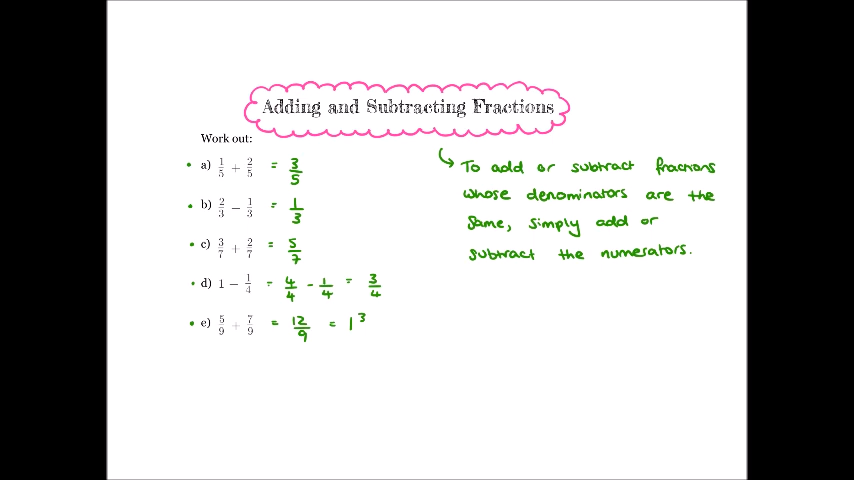 Adding and Subtracting Fractions
Work out:
a) 1/5 + 2/5 = 3/5
b) 2/3 − 1/3 = 1/3
c) 3/7 + 2/7 = 5/7
d) 1 − 1/4 = 4/4 - 1/4 = 3/4
e) 5/9 + 7/9 = 12/9 = 1 3
To add or subtract fractions
whose denominators are the
same, simply add or
subtract the numerators.